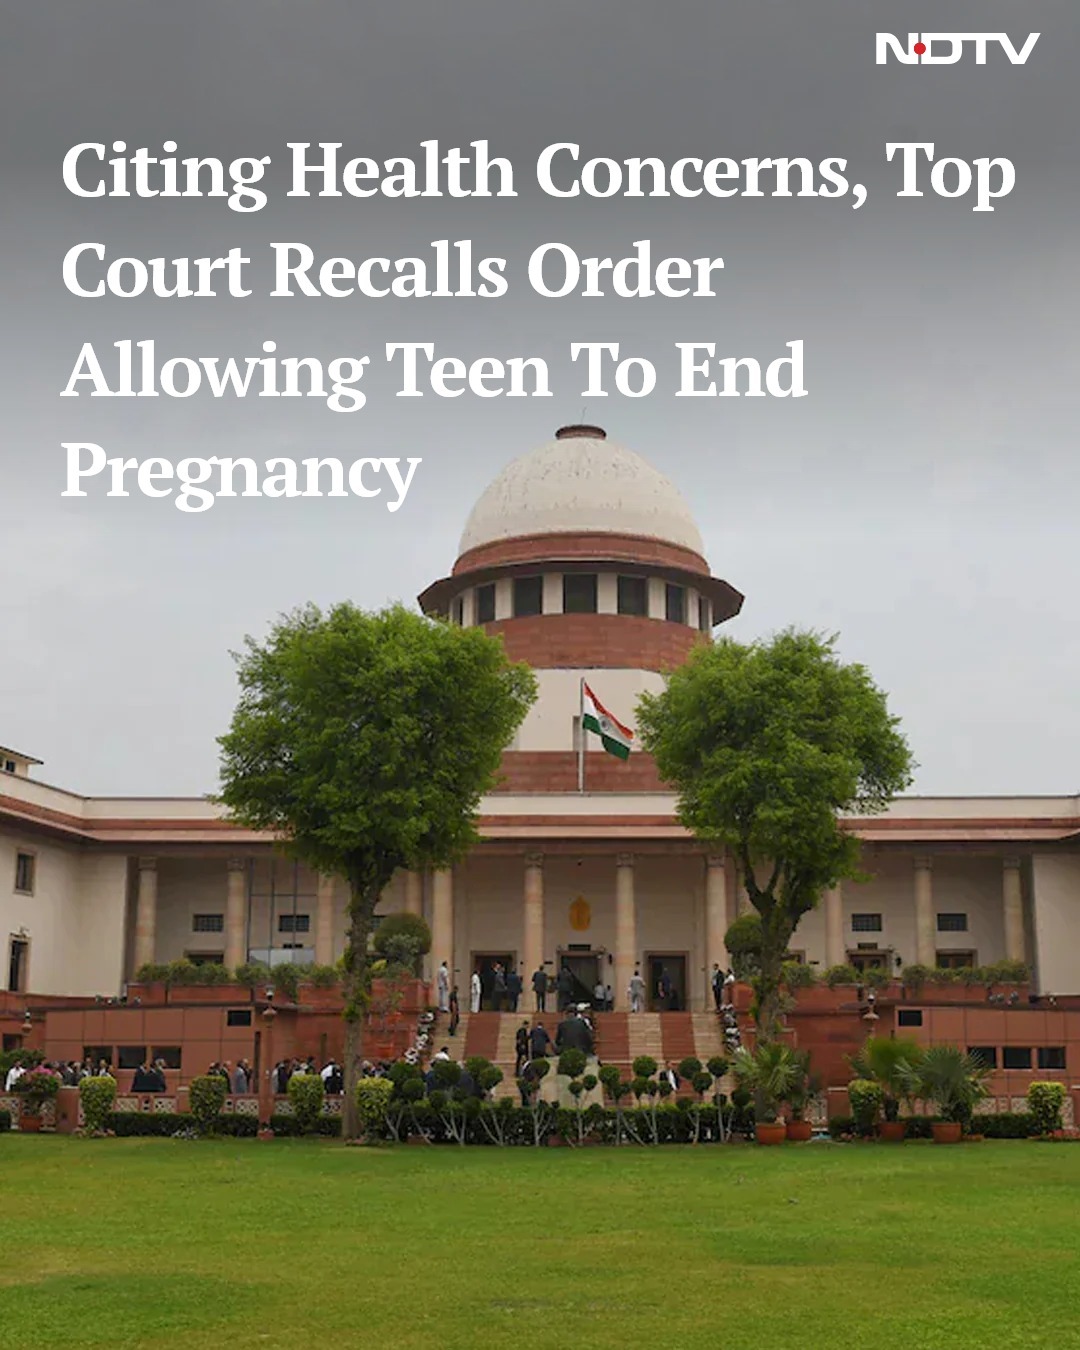 NDTV
Citing Health Concerns, Top
Court Recalls Order
Allowing Teen To End
Pregnancy